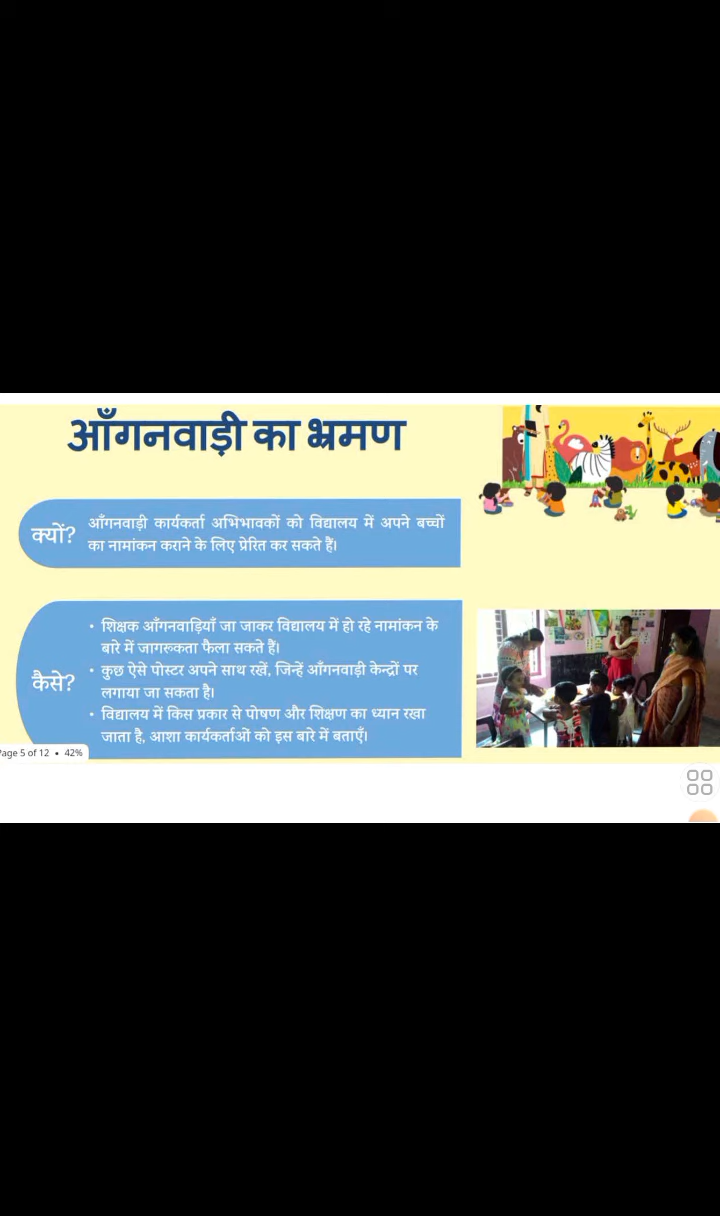 आँगनवाड़ी का भ्रमण
क्यों?
आँगनवाड़ी कार्यकर्ता अभिभावकों को विद्यालय में अपने बच्चों
का नामांकन कराने के लिए प्रेरित कर सकते हैं।
कैसे?
• शिक्षक आँगनवाड़ियाँ जा जाकर विद्यालय में हो रहे नामांकन के
बारे में जागरूकता फैला सकते हैं।
• कुछ ऐसे पोस्टर अपने साथ रखें, जिन्हें आँगनवाड़ी केन्द्रों पर
लगाया जा सकता है।
• विद्यालय में किस प्रकार से पोषण और शिक्षण का ध्यान रखा
जाता है, आशा कार्यकर्ताओं को इस बारे में बताएँ।
Page 5 of 12 • 42%